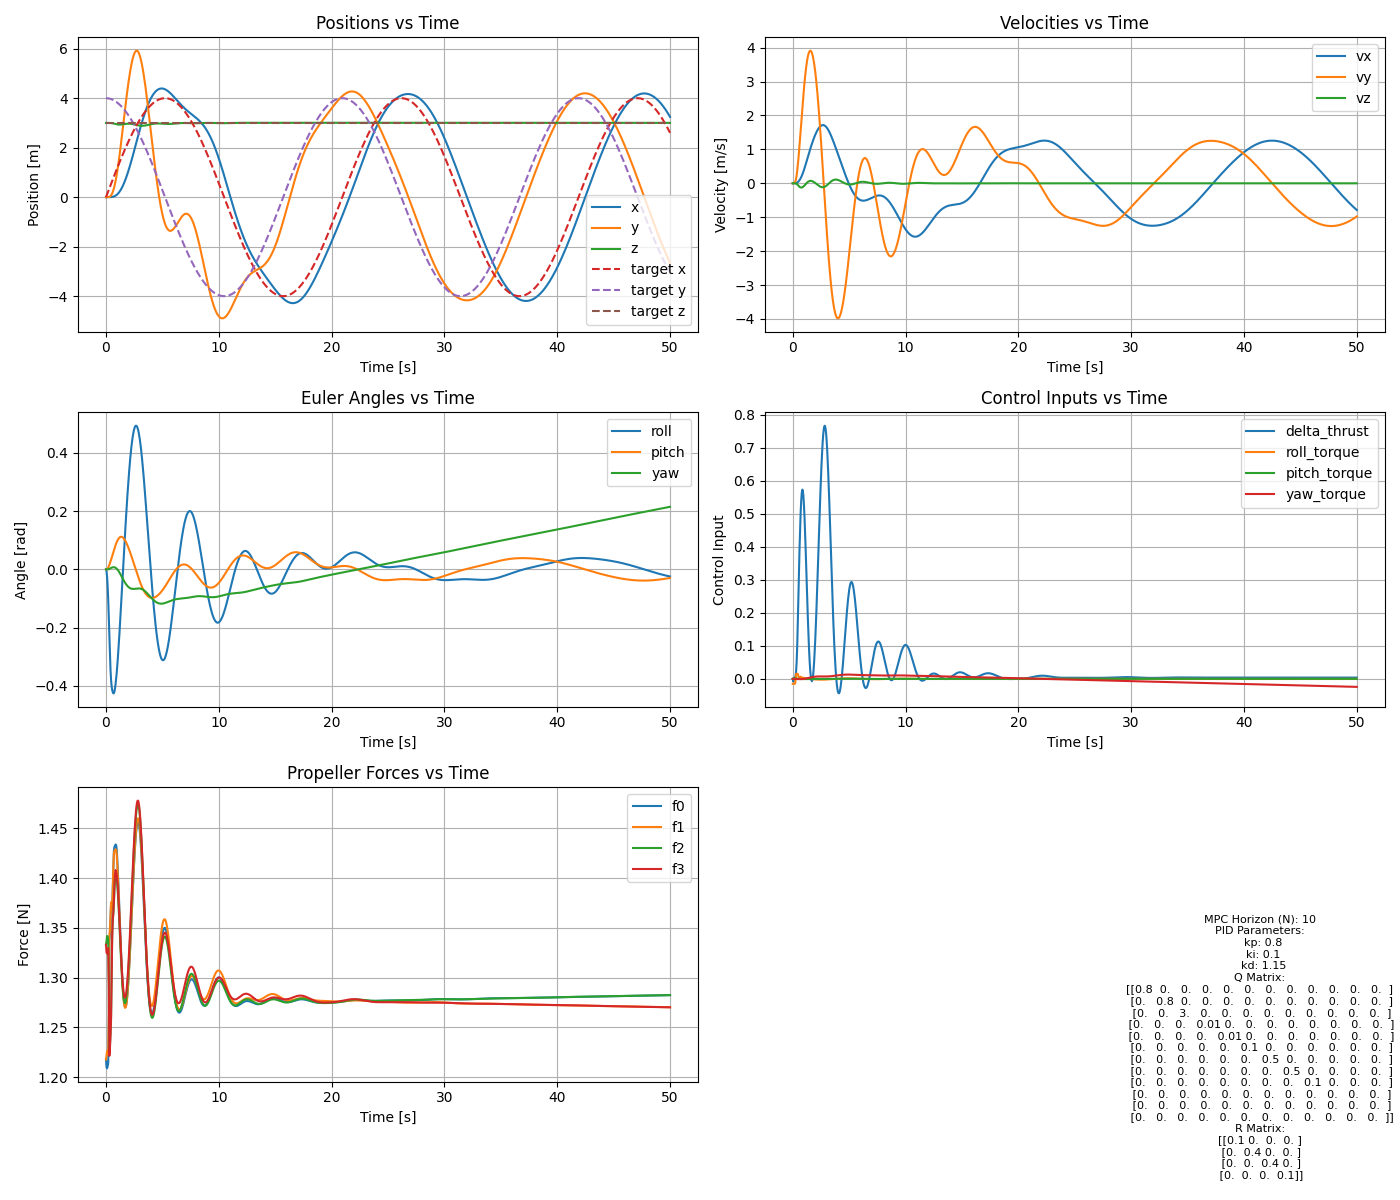 Positions vs Time
Position [m]
6
4
2
0
−2
−4
0
10
20
30
40
50
Time [s]
x
y
z
target x
target y
target z
Velocities vs Time
Velocity [m/s]
4
3
2
1
0
−1
−2
−3
−4
0
10
20
30
40
50
Time [s]
vx
vy
vz
Euler Angles vs Time
Angle [rad]
0.4
0.2
0.0
−0.2
−0.4
0
10
20
30
40
50
Time [s]
roll
pitch
yaw
Control Inputs vs Time
Control Input
0.8
0.7
0.6
0.5
0.4
0.3
0.2
0.1
0.0
0
10
20
30
40
50
Time [s]
delta_thrust
roll_torque
pitch_torque
yaw_torque
Propeller Forces vs Time
Force [N]
1.45
1.40
1.35
1.30
1.25
1.20
0
10
20
30
40
50
Time [s]
f0
f1
f2
f3
MPC Horizon (N): 10
PID Parameters:
kp: 0.8
ki: 0.1
kd: 1.15
Q Matrix:
[[0.8 0. 0. 0. 0. 0. 0. 0. 0. 0. 0. 0. ]
[0. 0.8 0. 0. 0. 0. 0. 0. 0. 0. 0. 0. ]
[0. 0. 3. 0. 0. 0. 0. 0. 0. 0. 0. 0. ]
[0. 0. 0. 0.01 0. 0. 0. 0. 0. 0. 0. 0. ]
[0. 0. 0. 0. 0.01 0. 0. 0. 0. 0. 0. 0. ]
[0. 0. 0. 0. 0. 0.1 0. 0. 0. 0. 0. 0. ]
[0. 0. 0. 0. 0. 0. 0.5 0. 0. 0. 0. 0. ]
[0. 0. 0. 0. 0. 0. 0. 0.5 0. 0. 0. 0. ]
[0. 0. 0. 0. 0. 0. 0. 0. 0.1 0. 0. 0. ]
[0. 0. 0. 0. 0. 0. 0. 0. 0. 0. 0. 0. ]
[0. 0. 0. 0. 0. 0. 0. 0. 0. 0. 0. 0. ]
[0. 0. 0. 0. 0. 0. 0. 0. 0. 0. 0. 0. ]]
R Matrix:
[[0.1 0. 0. 0. ]
[0. 0.4 0. 0. ]
[0. 0. 0.4 0. ]
[0. 0. 0. 0.1]]